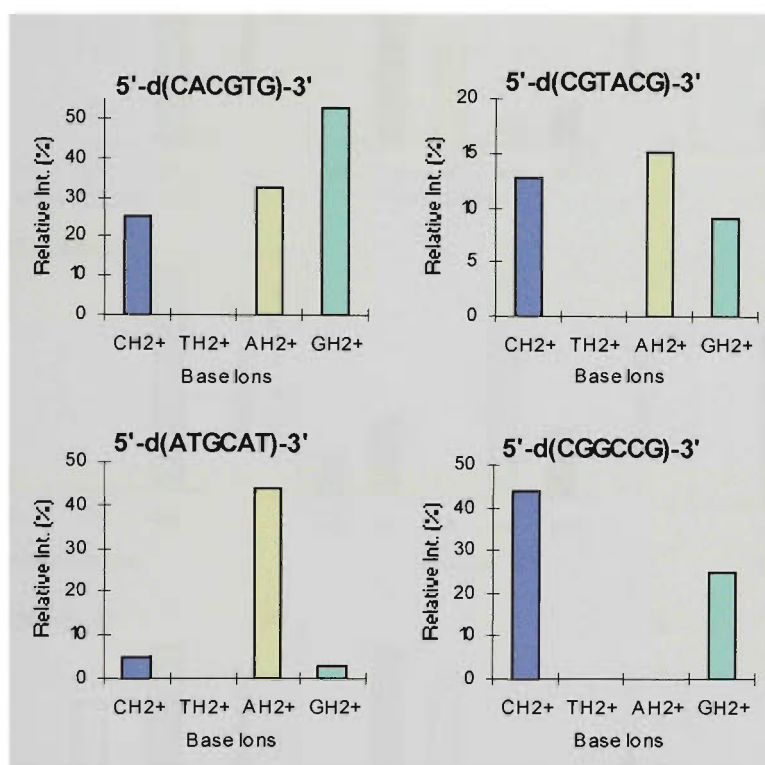 5'-d(CACGTG)-3'
50
40
30
20
10
0
Relative Int. (%)
CH2+ TH2+ AH2+ GH2+
Base Ions
5'-d(CGTACG)-3'
20
15
10
5
0
Relative Int. (%)
CH2+ TH2+ AH2+ GH2+
Base Ions
5'-d(ATGCAT)-3'
50
40
30
20
10
0
Relative Int. (%)
CH2+ TH2+ AH2+ GH2+
Base Ions
5'-d(CGGCCG)-3'
50
40
30
20
10
0
Relative Int. (%)
CH2+ TH2+ AH2+ GH2+
Base Ions